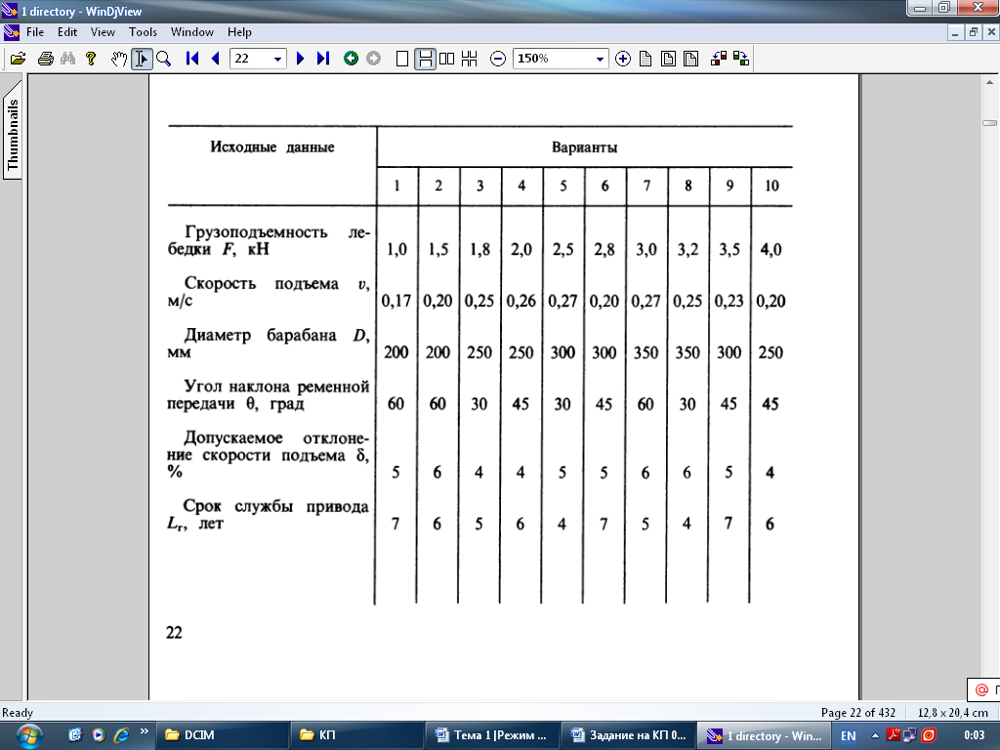 1 directory - WinDjView
File Edit View Tools Window Help
22
150%
Thumbnails
Исходные данные
Варианты
1 2 3 4 5 6 7 8 9 10
Грузоподъемность ле-
бедки F, кН
1,0 1,5 1,8 2,0 2,5 2,8 3,0 3,2 3,5 4,0
Скорость подъема v,
м/с
0,17 0,20 0,25 0,26 0,27 0,20 0,27 0,25 0,23 0,20
Диаметр барабана D,
мм
200 200 250 250 300 300 350 350 300 250
Угол наклона ременной
передачи θ, град
60 60 30 45 30 45 60 30 45 45
Допускаемое отклоне-
ние скорости подъема δ,
%
5 6 4 4 5 5 6 6 5 4
Срок службы привода
Lг, лет
7 6 5 6 4 7 5 4 7 6
22
Ready
Page 22 of 432
12,8 x 20,4 cm
DCIM
КП
Тема 1 |Режим ...
Задание на КП 0...
1 directory - Win...
EN
0:03